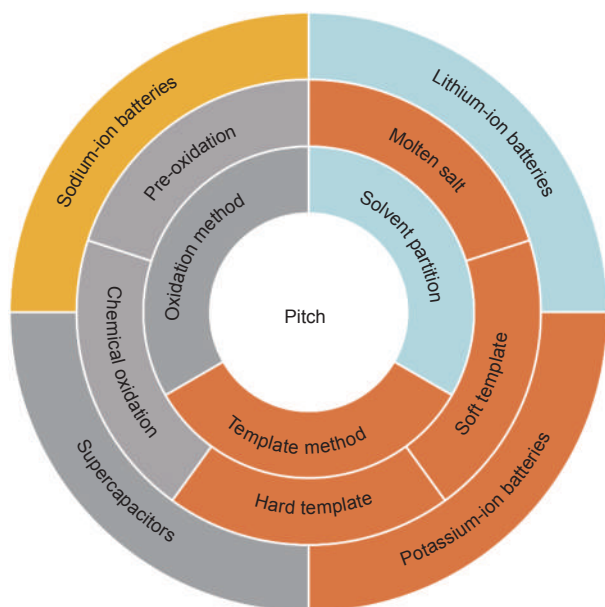 Sodium-ion batteries
Lithium-ion batteries
Pre-oxidation
Molten salt
Oxidation method
Solvent partition
Pitch
Chemical oxidation
Soft template
Template method
Hard template
Supercapacitors
Potassium-ion batteries